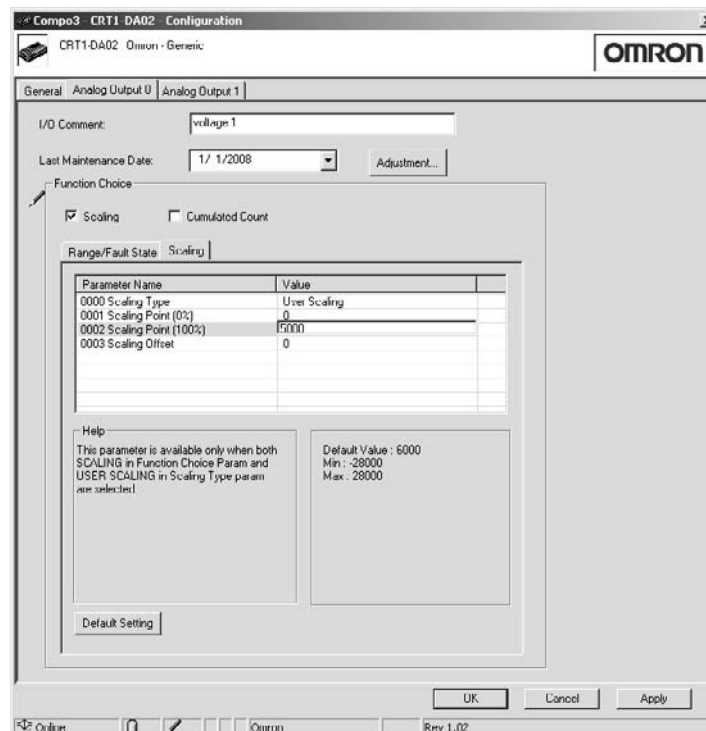 Compo3 - CRT1-DA02 - Configuration
CRT1-DA02 Omron - Generic
OMRON
General
Analog Output 0
Analog Output 1
I/O Comment:
voltage 1
Last Maintenance Date:
1/ 1/2008
Adjustment...
Function Choice
Scaling
Cumulated Count
Range/Fault State
Scaling
Parameter Name Value
0000 Scaling Type User Scaling
0001 Scaling Point (0%) 0
0002 Scaling Point (100%) 5000
0003 Scaling Offset 0
Help
This parameter is available only when both
SCALING in Function Choice Param and
USER SCALING in Scaling Type param
are selected
Default Value : 6000
Min : -28000
Max : 28000
Default Setting
OK
Cancel
Apply
Online
Omron
Rev 1.02